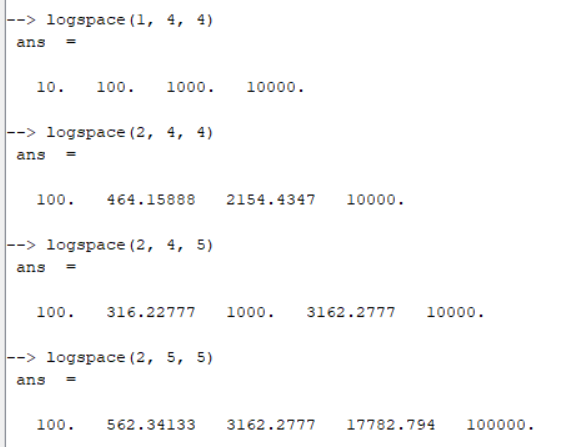 --> logspace(1, 4, 4)
ans  =
10.   100.   1000.   10000.
--> logspace(2, 4, 4)
ans  =
100.   464.15888   2154.4347   10000.
--> logspace(2, 4, 5)
ans  =
100.   316.22777   1000.   3162.2777   10000.
--> logspace(2, 5, 5)
ans  =
100.   562.34133   3162.2777   17782.794   100000.